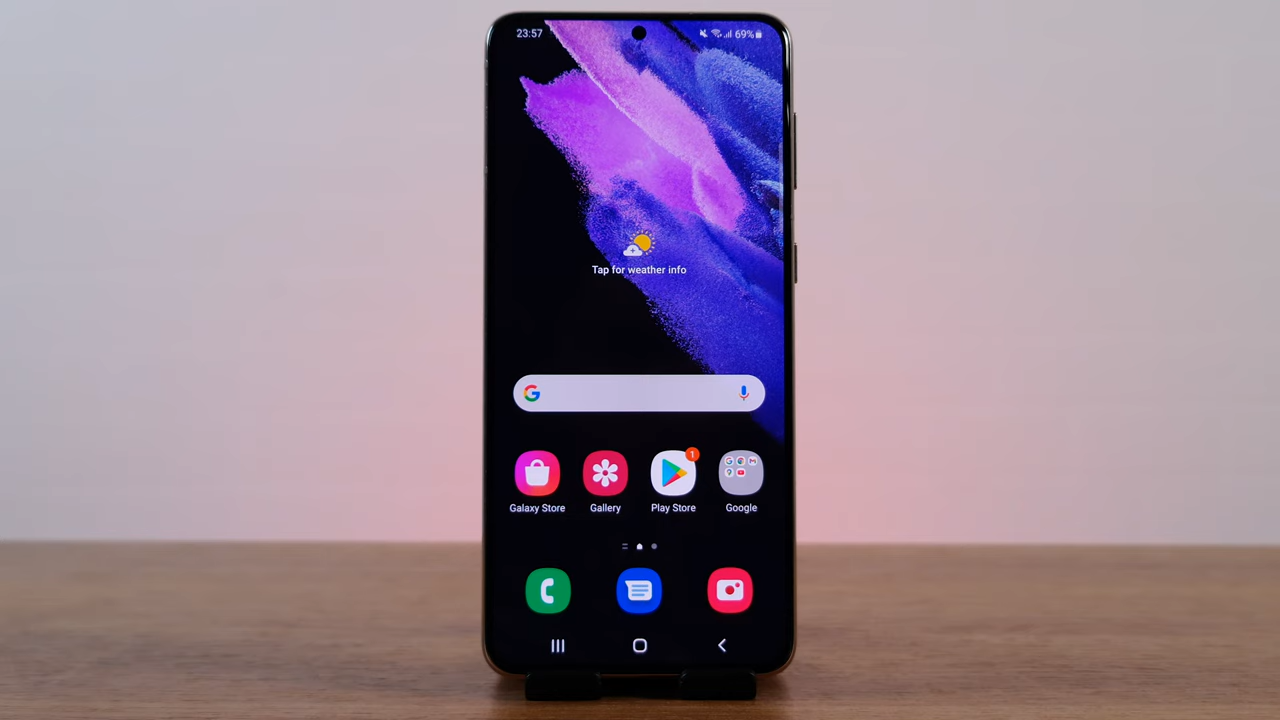 23:57
69%
Tap for weather info
1
Galaxy Store
Gallery
Play Store
Google